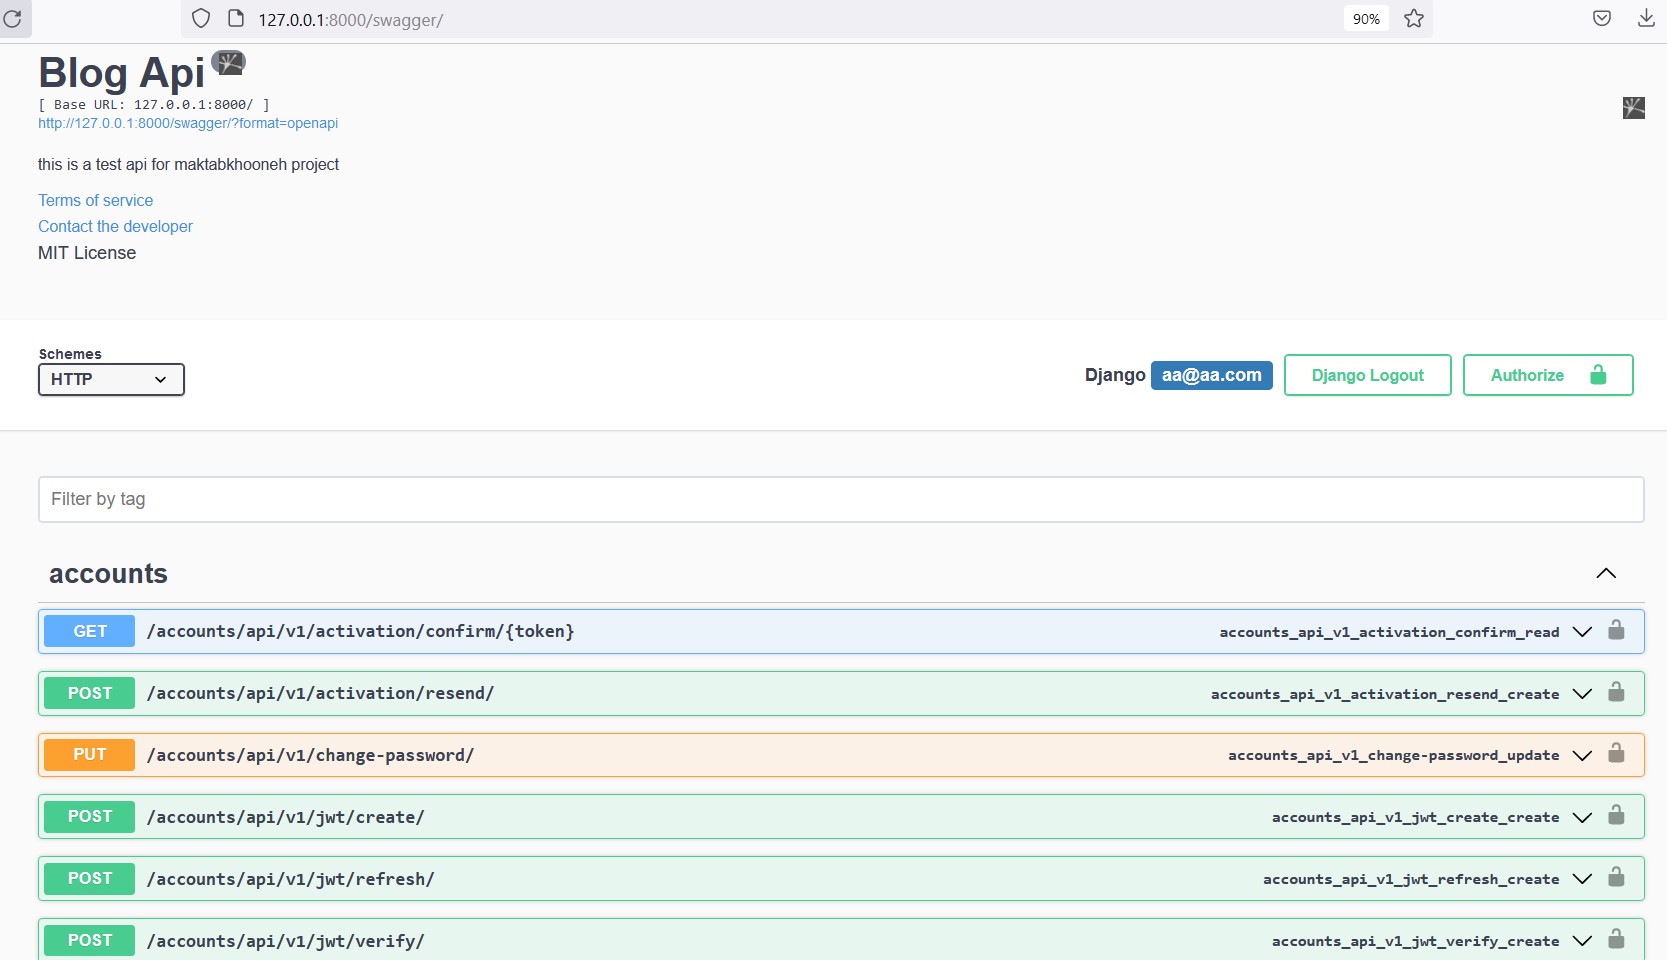 127.0.0.1:8000/swagger/
90%
Blog Api
[ Base URL: 127.0.0.1:8000/ ]
http://127.0.0.1:8000/swagger/?format=openapi
this is a test api for maktabkhooneh project
Terms of service
Contact the developer
MIT License
Schemes
HTTP
Django aa@aa.com Django Logout Authorize
Filter by tag
accounts
GET /accounts/api/v1/activation/confirm/{token} accounts_api_v1_activation_confirm_read
POST /accounts/api/v1/activation/resend/ accounts_api_v1_activation_resend_create
PUT /accounts/api/v1/change-password/ accounts_api_v1_change-password_update
POST /accounts/api/v1/jwt/create/ accounts_api_v1_jwt_create_create
POST /accounts/api/v1/jwt/refresh/ accounts_api_v1_jwt_refresh_create
POST /accounts/api/v1/jwt/verify/ accounts_api_v1_jwt_verify_create